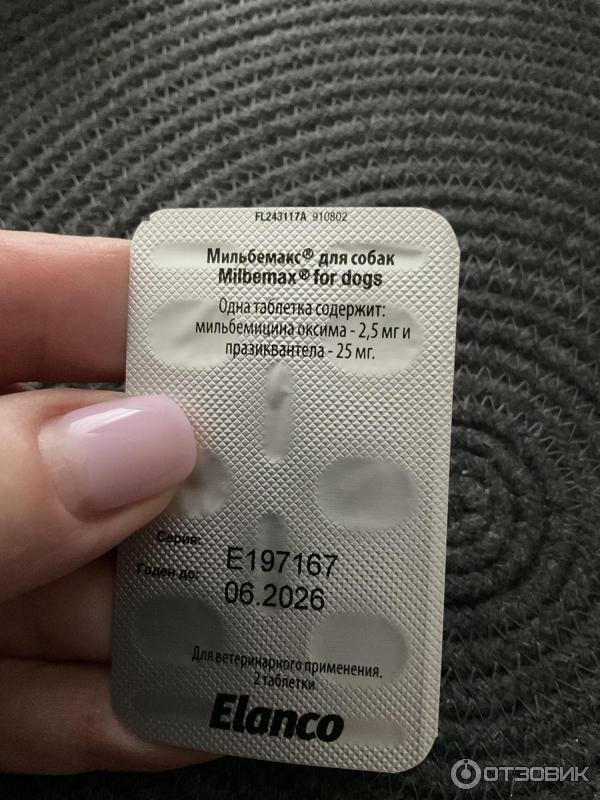 FL243117A 910802
Мильбемакс® для собак
Milbemax® for dogs
Одна таблетка содержит:
мильбемицина оксима - 2,5 мг и
празиквантела - 25 мг.
Серия: E197167
Годен до: 06.2026
Для ветеринарного применения.
2 таблетки
Elanco
ОТЗОВИК